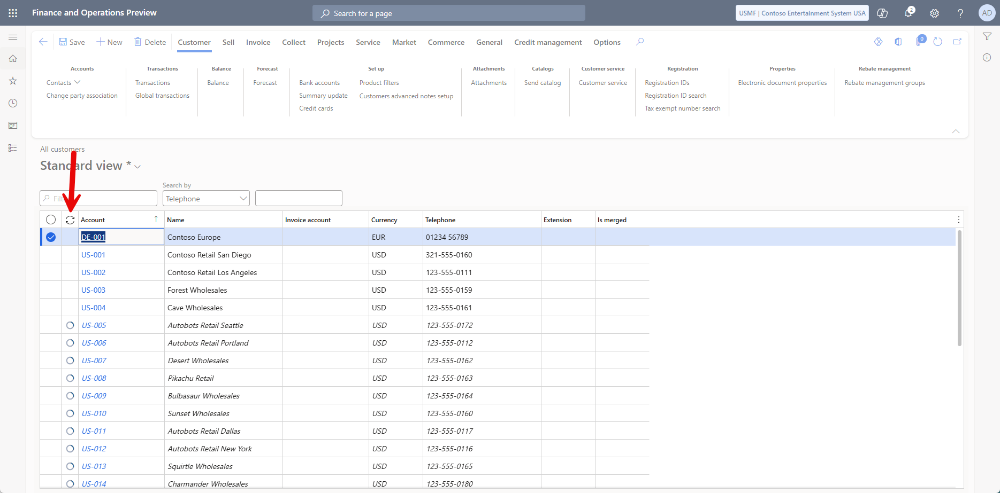 Finance and Operations Preview
Search for a page
USMF | Contoso Entertainment System USA
2
AD
Save
New
Delete
Customer
Sell
Invoice
Collect
Projects
Service
Market
Commerce
General
Credit management
Options
0
Accounts
Contacts
Change party association
Transactions
Transactions
Global transactions
Balance
Balance
Forecast
Forecast
Set up
Bank accounts
Summary update
Credit cards
Product filters
Customers advanced notes setup
Attachments
Attachments
Catalogs
Send catalog
Customer service
Customer service
Registration
Registration IDs
Registration ID search
Tax exempt number search
Properties
Electronic document properties
Rebate management
Rebate management groups
All customers
Standard view *
Search by
Telephone
Account Name Invoice account Currency Telephone Extension Is merged
DE-001 Contoso Europe EUR 01234 56789
US-001 Contoso Retail San Diego USD 321-555-0160
US-002 Contoso Retail Los Angeles USD 123-555-0111
US-003 Forest Wholesales USD 123-555-0159
US-004 Cave Wholesales USD 123-555-0161
US-005 Autobots Retail Seattle USD 123-555-0172
US-006 Autobots Retail Portland USD 123-555-0112
US-007 Desert Wholesales USD 123-555-0162
US-008 Pikachu Retail USD 123-555-0163
US-009 Bulbasaur Wholesales USD 123-555-0164
US-010 Sunset Wholesales USD 123-555-0160
US-011 Autobots Retail Dallas USD 123-555-0117
US-012 Autobots Retail New York USD 123-555-0116
US-013 Squirtle Wholesales USD 123-555-0165
US-014 Charmander Wholesales USD 123-555-0180